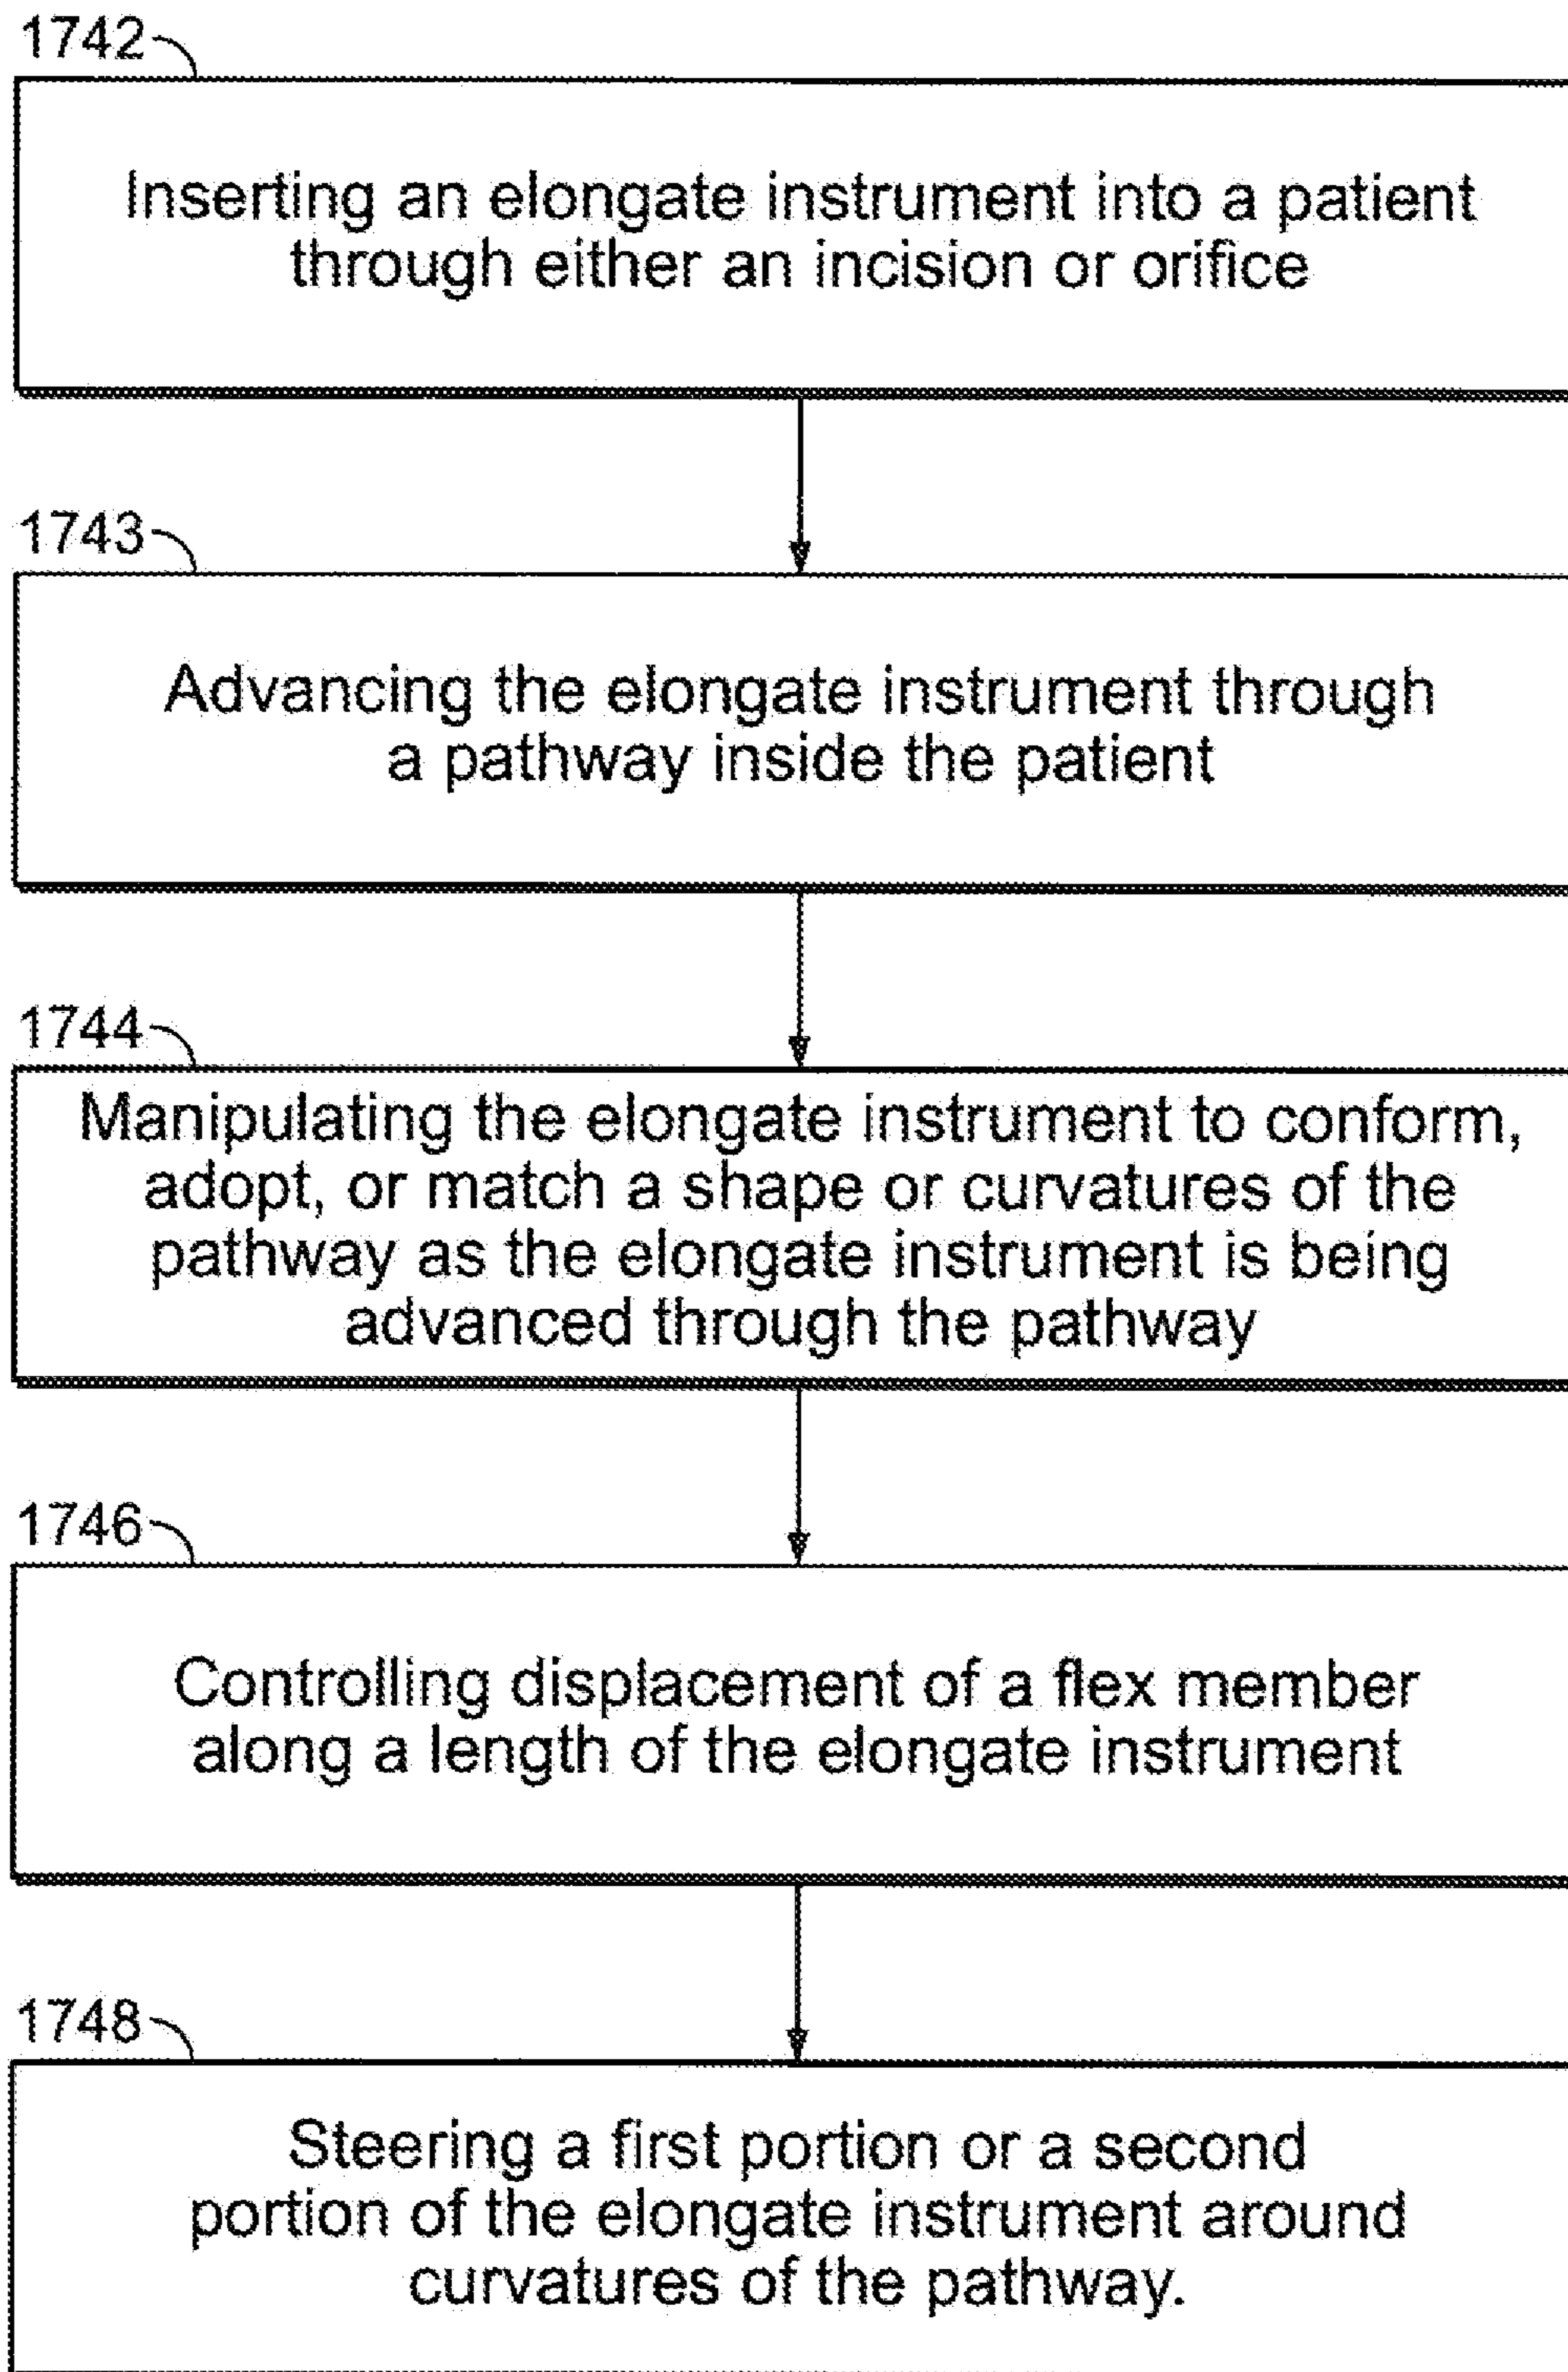 1742
Inserting an elongate instrument into a patient
through either an incision or orifice
1743
Advancing the elongate instrument through
a pathway inside the patient
1744
Manipulating the elongate instrument to conform,
adopt, or match a shape or curvatures of the
pathway as the elongate instrument is being
advanced through the pathway
1746
Controlling displacement of a flex member
along a length of the elongate instrument
1748
Steering a first portion or a second
portion of the elongate instrument around
curvatures of the pathway.